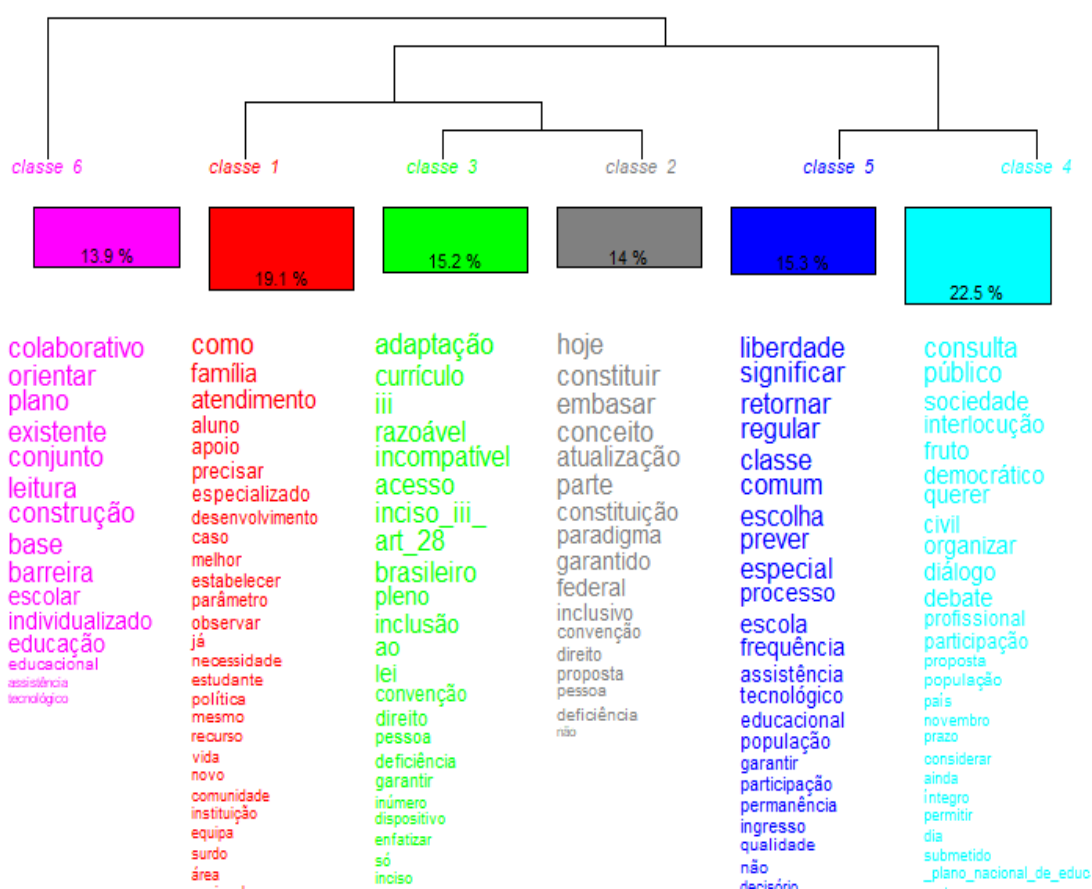 classe 6
classe 1
classe 3
classe 2
classe 5
classe 4
13.9 %
19.1 %
15.2 %
14 %
15.3 %
22.5 %
colaborativo
orientar
plano
existente
conjunto
leitura
construção
base
barreira
escolar
individualizado
educação
educacional
assistência
tecnológico
como
família
atendimento
aluno
apoio
precisar
especializado
desenvolvimento
caso
melhor
estabelecer
parâmetro
observar
já
necessidade
estudante
política
mesmo
recurso
vida
novo
comunidade
instituição
equipa
surdo
área
adaptação
currículo
iii
razoável
incompatível
acesso
inciso_iii_
art_28
brasileiro
pleno
inclusão
ao
lei
convenção
direito
pessoa
deficiência
garantir
inúmero
dispositivo
enfatizar
só
inciso
hoje
constituir
embasar
conceito
atualização
parte
constituição
paradigma
garantido
federal
inclusivo
convenção
direito
proposta
pessoa
deficiência
não
liberdade
significar
retornar
regular
classe
comum
escolha
prever
especial
processo
escola
frequência
assistência
tecnológico
educacional
população
garantir
participação
permanência
ingresso
qualidade
não
decisório
consulta
público
sociedade
interlocução
fruto
democrático
querer
civil
organizar
diálogo
debate
profissional
participação
proposta
população
país
novembro
prazo
considerar
ainda
íntegro
permitir
dia
submetido
_plano_nacional_de_educ